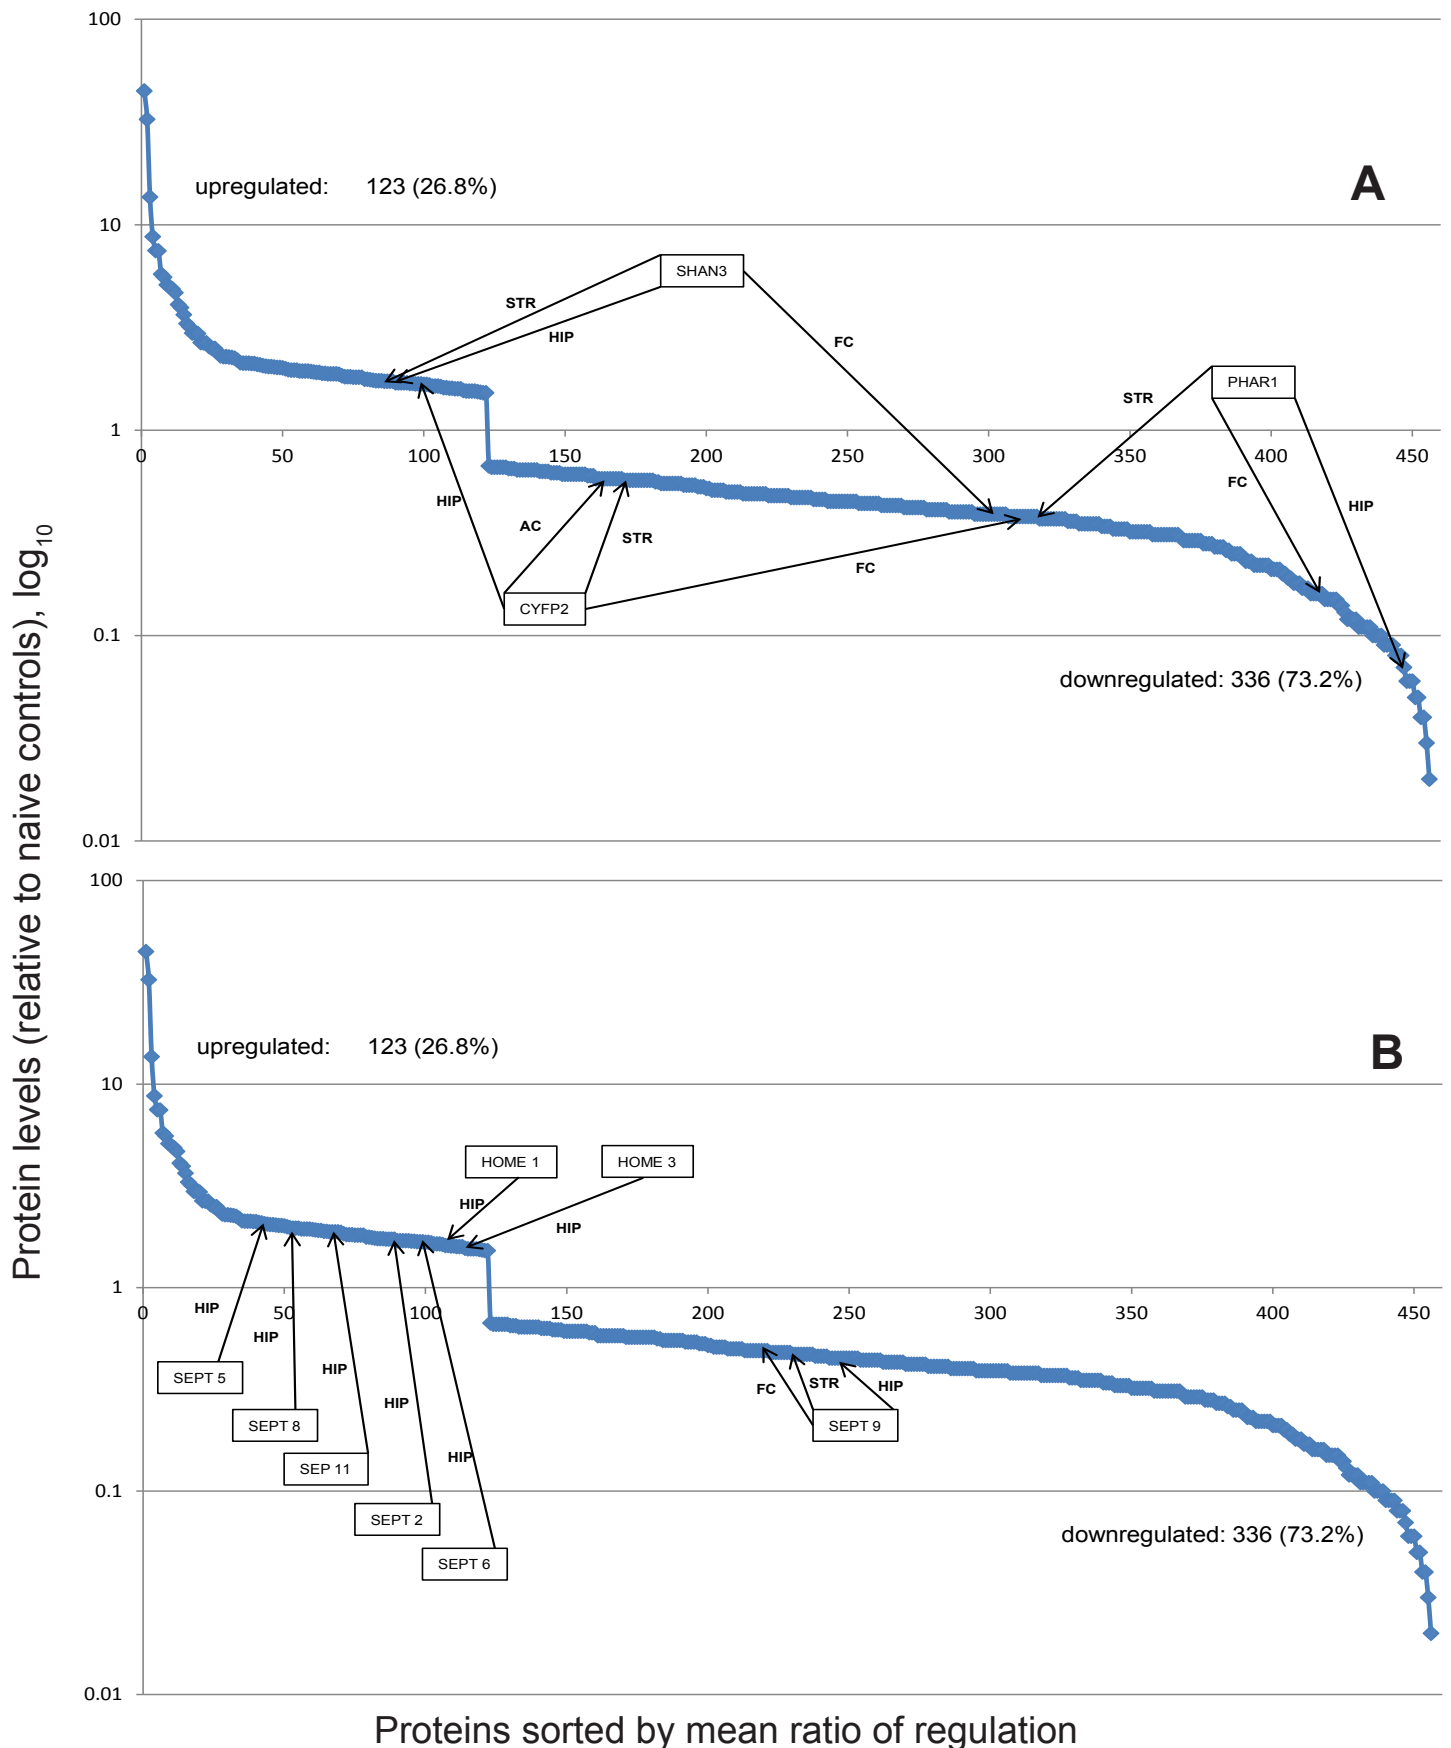 Protein levels (relative to naive controls), log10
100
A
upregulated: 123 (26.8%)
10
SHAN3
STR
HIP
FC
PHAR1
STR
1
0 50 100 150 200 250 300 350 400 450
HIP
AC
STR
FC
FC
HIP
CYFP2
0.1
downregulated: 336 (73.2%)
0.01
100
B
upregulated: 123 (26.8%)
10
HOME 1
HOME 3
HIP
HIP
1
0 50 100 150 200 250 300 350 400 450
HIP
HIP
HIP
HIP
HIP
FC
STR
HIP
SEPT 5
SEPT 8
SEPT 9
SEP 11
SEPT 2
SEPT 6
0.1
downregulated: 336 (73.2%)
0.01
Proteins sorted by mean ratio of regulation